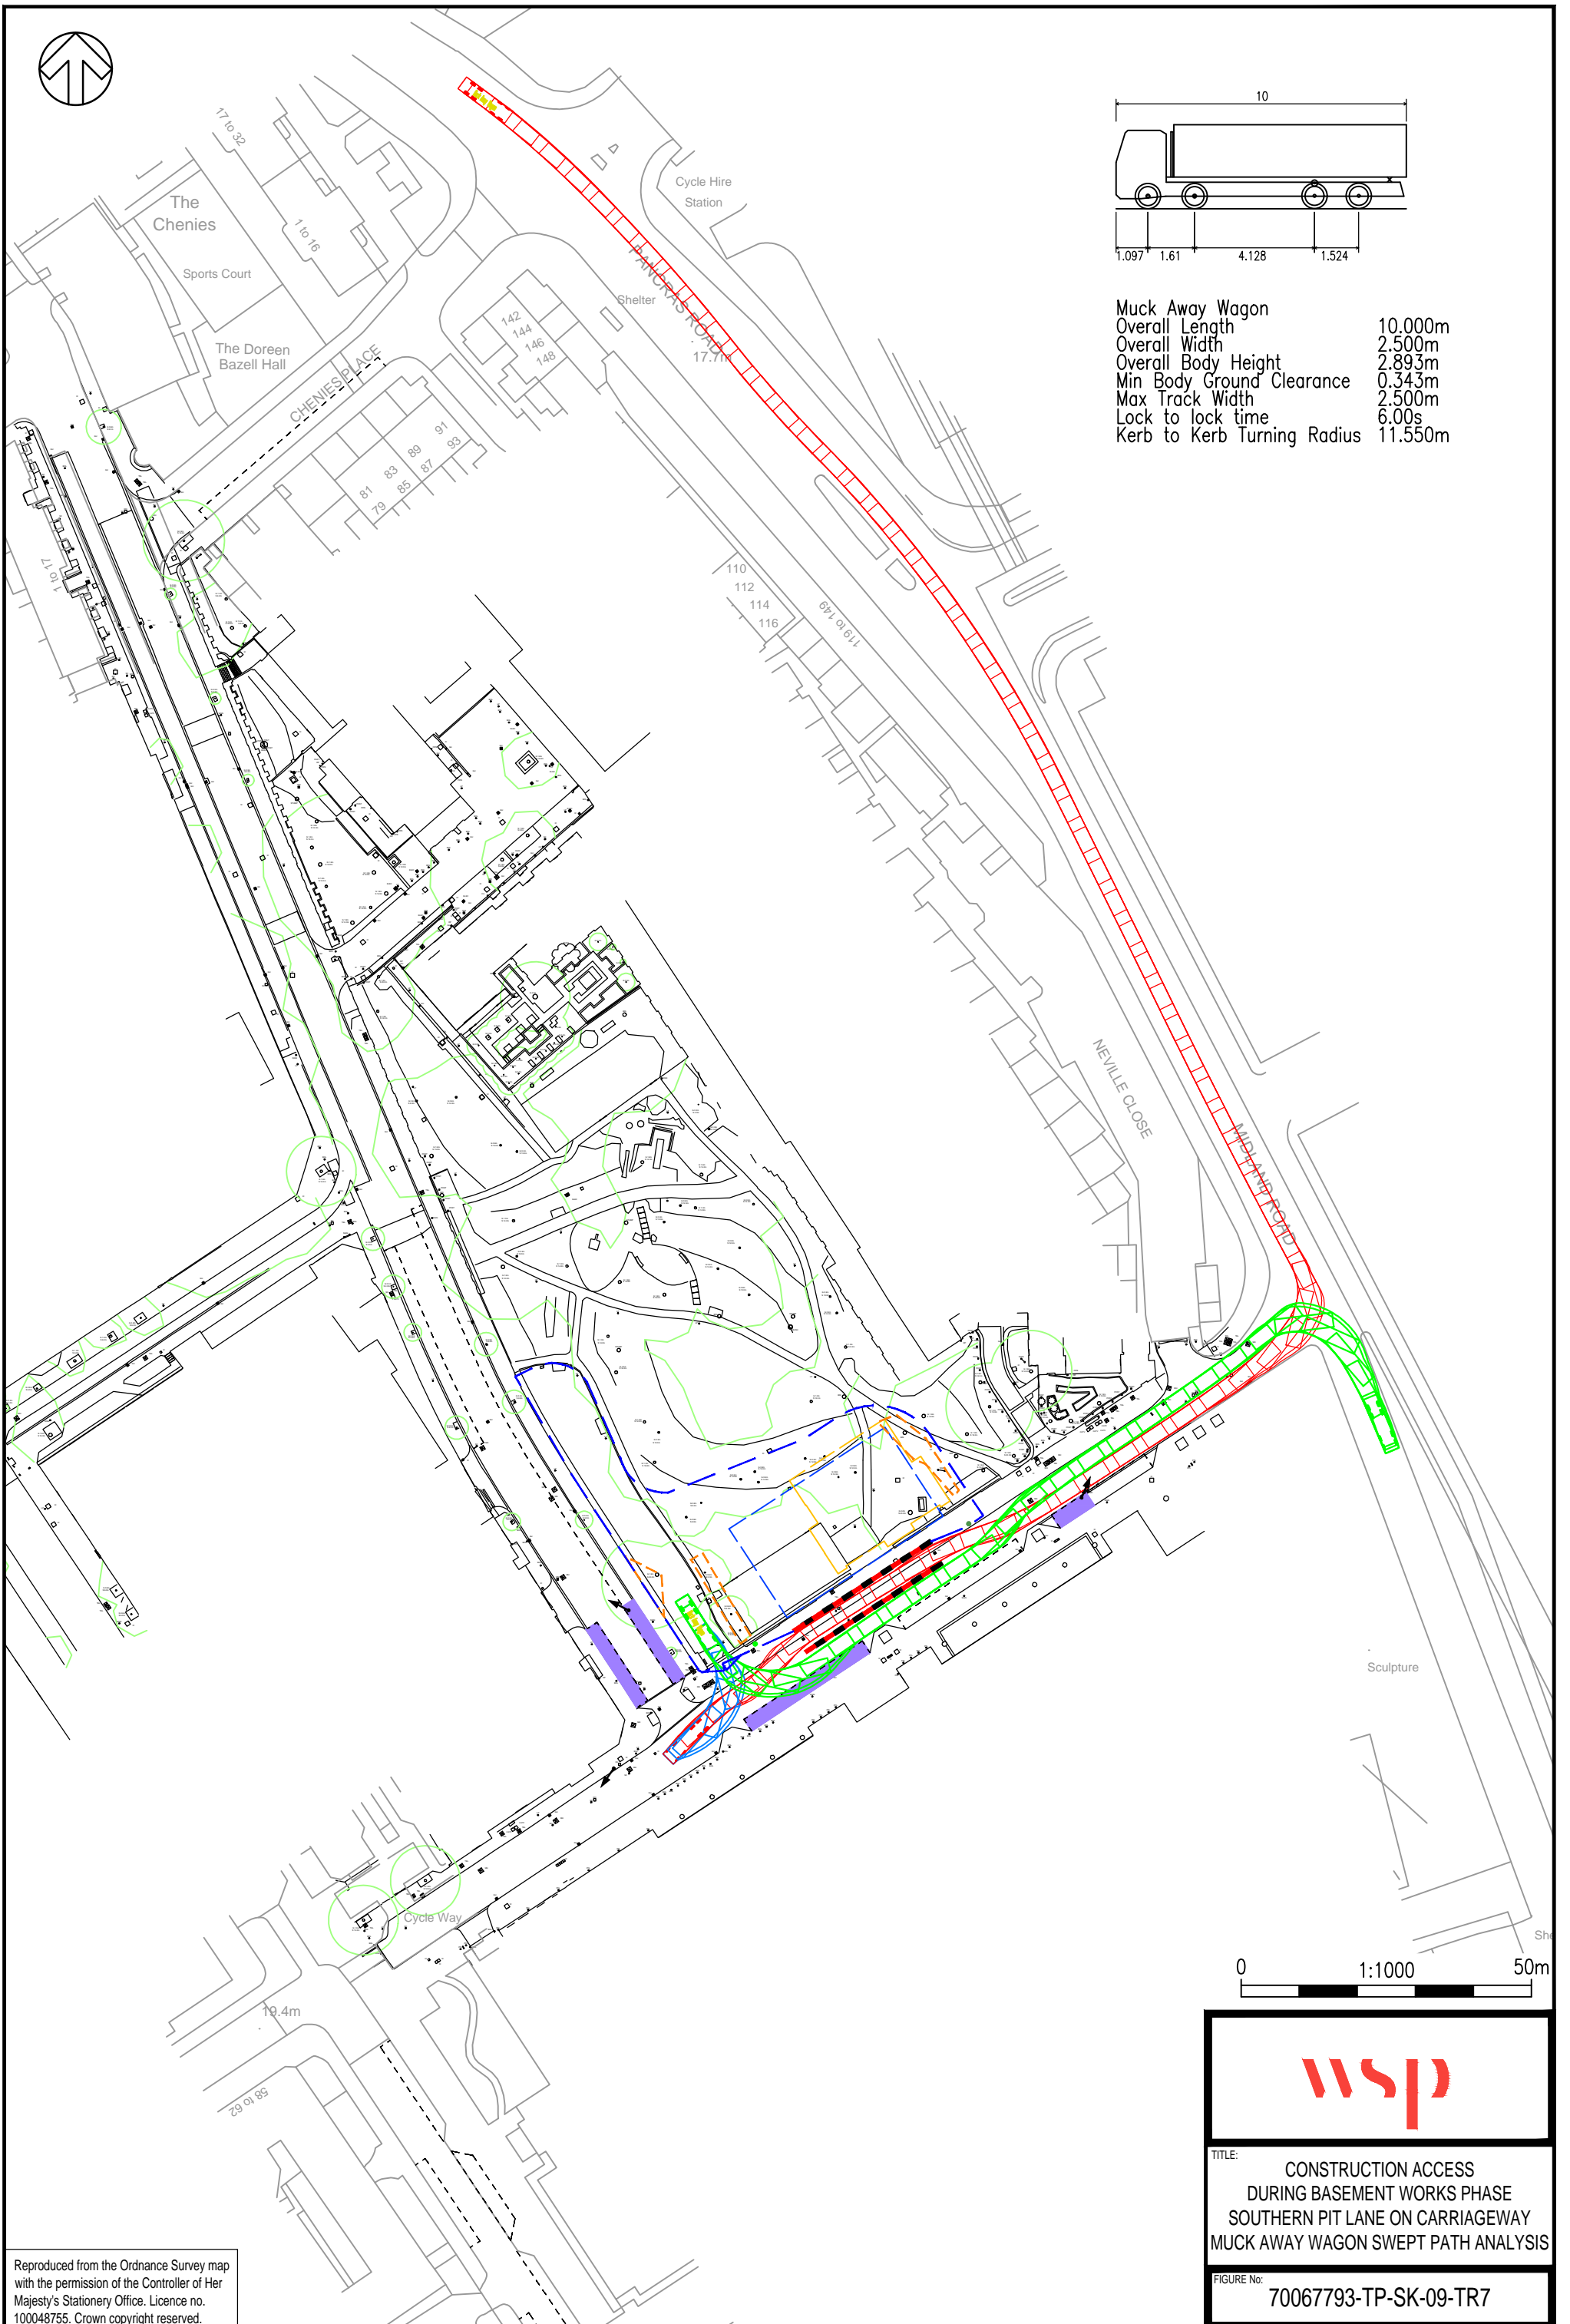 17 to 32
The
Chenies
1 to 16
Sports Court
The Doreen
Bazell Hall
CHENIES PLACE
142
144
146
148
91
93
89
87
83
85
81
79
1 to 17
Cycle Hire
Station
PANCRAS ROAD
Shelter
17.7m
110
112
114
116
119 to 149
NEVILLE CLOSE
MIDLAND ROAD
Sculpture
Cycle Way
19.4m
58 to 62
10
1.097 1.61 4.128 1.524
Muck Away Wagon
Overall Length 10.000m
Overall Width 2.500m
Overall Body Height 2.893m
Min Body Ground Clearance 0.343m
Max Track Width 2.500m
Lock to lock time 6.00s
Kerb to Kerb Turning Radius 11.550m
She
0 1:1000 50m
wsp
TITLE:
CONSTRUCTION ACCESS
DURING BASEMENT WORKS PHASE
SOUTHERN PIT LANE ON CARRIAGEWAY
MUCK AWAY WAGON SWEPT PATH ANALYSIS
FIGURE No:
70067793-TP-SK-09-TR7
Reproduced from the Ordnance Survey map
with the permission of the Controller of Her
Majesty's Stationery Office. Licence no.
100048755. Crown copyright reserved.